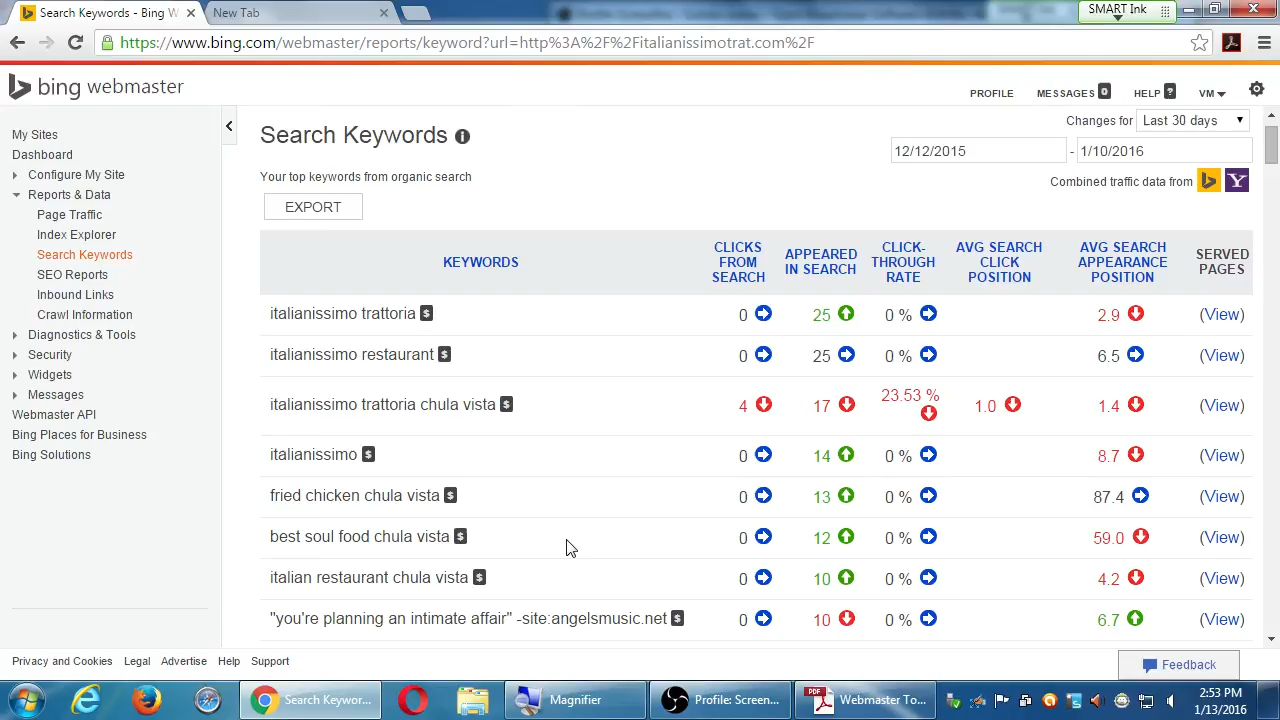 Search Keywords - Bing W
New Tab
SMART Ink
https://www.bing.com/webmaster/reports/keyword?url=http%3A%2F%2Fitalianissimotrat.com%2F
bing webmaster
PROFILE
MESSAGES 0
HELP ?
VM
My Sites
Dashboard
Configure My Site
Reports & Data
Page Traffic
Index Explorer
Search Keywords
SEO Reports
Inbound Links
Crawl Information
Diagnostics & Tools
Security
Widgets
Messages
Webmaster API
Bing Places for Business
Bing Solutions
Search Keywords
Changes for Last 30 days
12/12/2015 - 1/10/2016
Your top keywords from organic search
Combined traffic data from
EXPORT
KEYWORDS CLICKS FROM SEARCH APPEARED IN SEARCH CLICK-THROUGH RATE AVG SEARCH CLICK POSITION AVG SEARCH APPEARANCE POSITION SERVED PAGES
italianissimo trattoria $ 0 25 0 % 2.9 (View)
italianissimo restaurant $ 0 25 0 % 6.5 (View)
italianissimo trattoria chula vista $ 4 17 23.53 % 1.0 1.4 (View)
italianissimo $ 0 14 0 % 8.7 (View)
fried chicken chula vista $ 0 13 0 % 87.4 (View)
best soul food chula vista $ 0 12 0 % 59.0 (View)
italian restaurant chula vista $ 0 10 0 % 4.2 (View)
"you're planning an intimate affair" -site:angelsmusic.net $ 0 10 0 % 6.7 (View)
Privacy and Cookies Legal Advertise Help Support
Feedback
Search Keywor...
Magnifier
Profile: Screen...
PDF
Webmaster To...
2:53 PM
1/13/2016